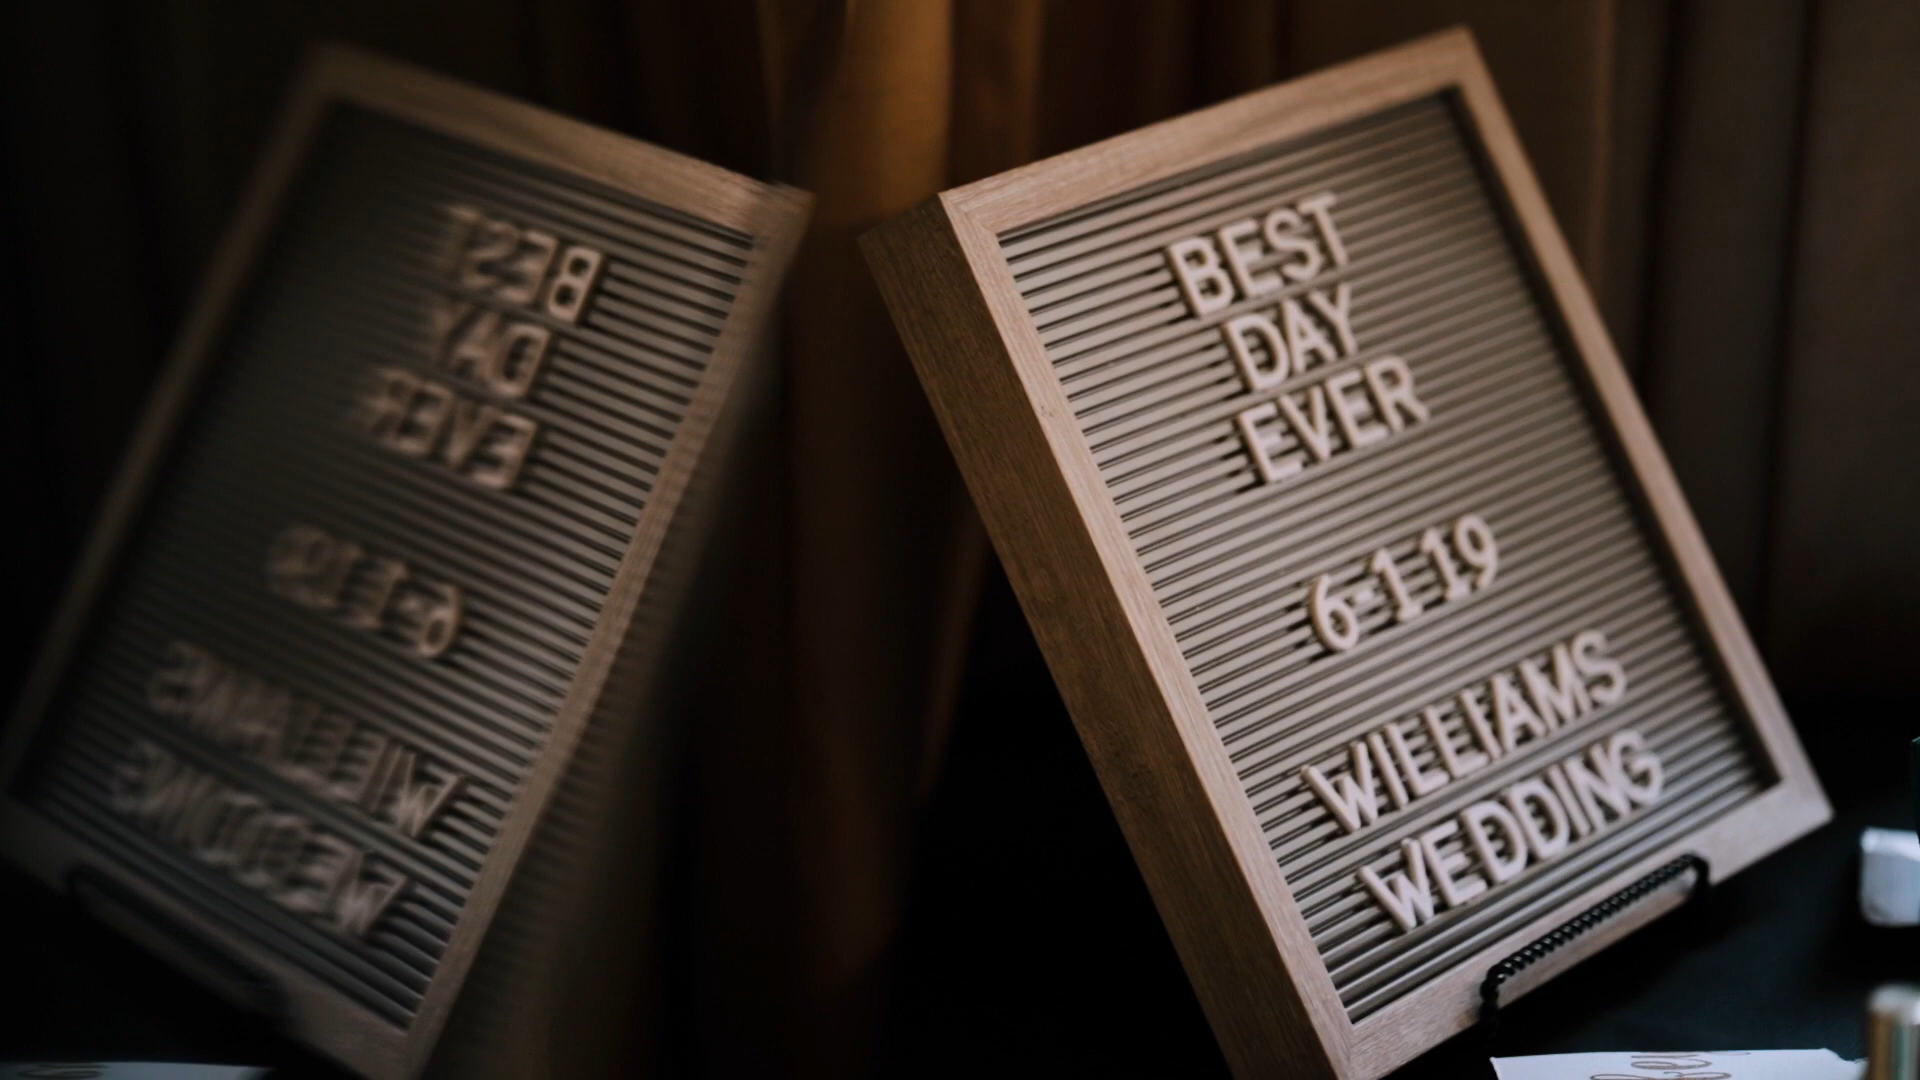 BEST
DAY
EVER
6-1-19
WILLIAMS
WEDDING